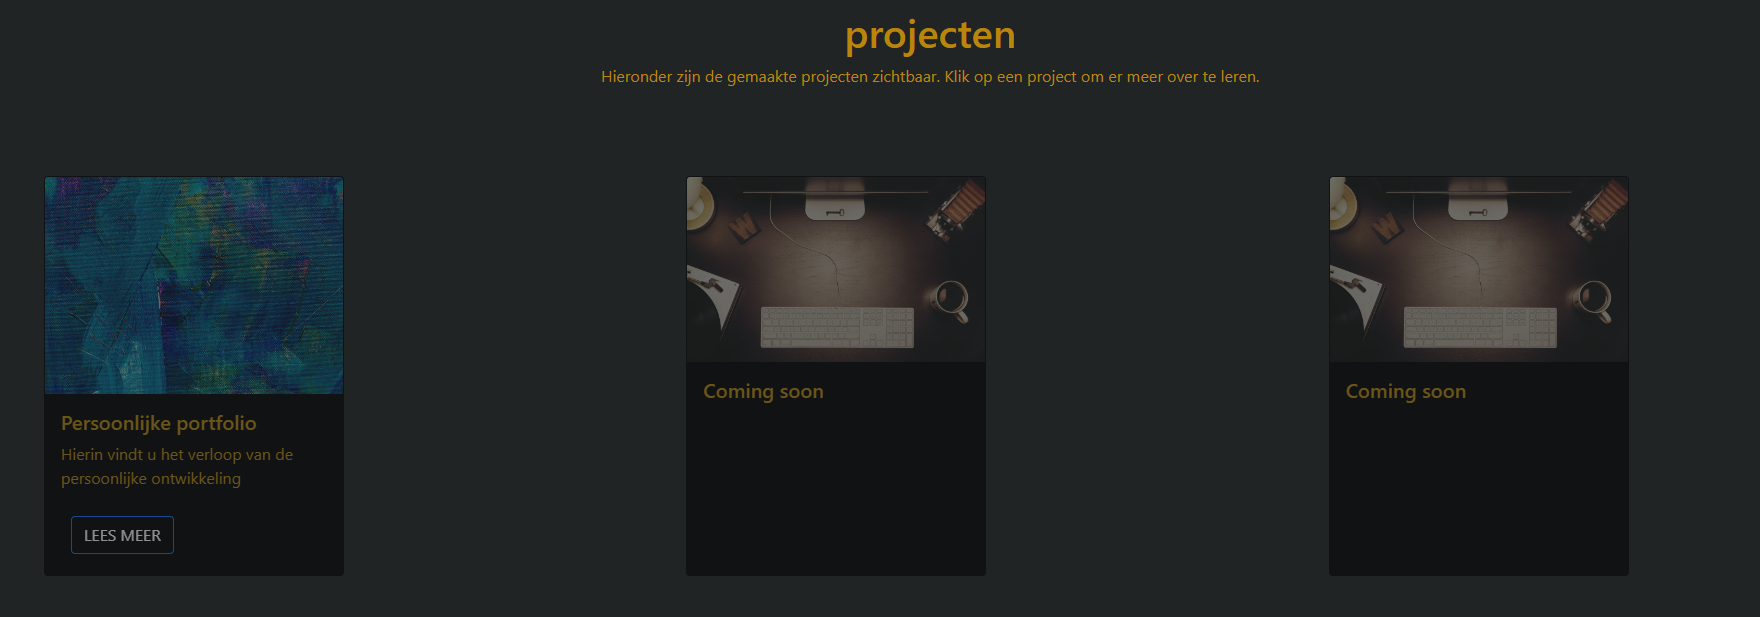 projecten
Hieronder zijn de gemaakte projecten zichtbaar. Klik op een project om er meer over te leren.
Persoonlijke portfolio
Hierin vindt u het verloop van de
persoonlijke ontwikkeling
LEES MEER
W
Coming soon
W
Coming soon